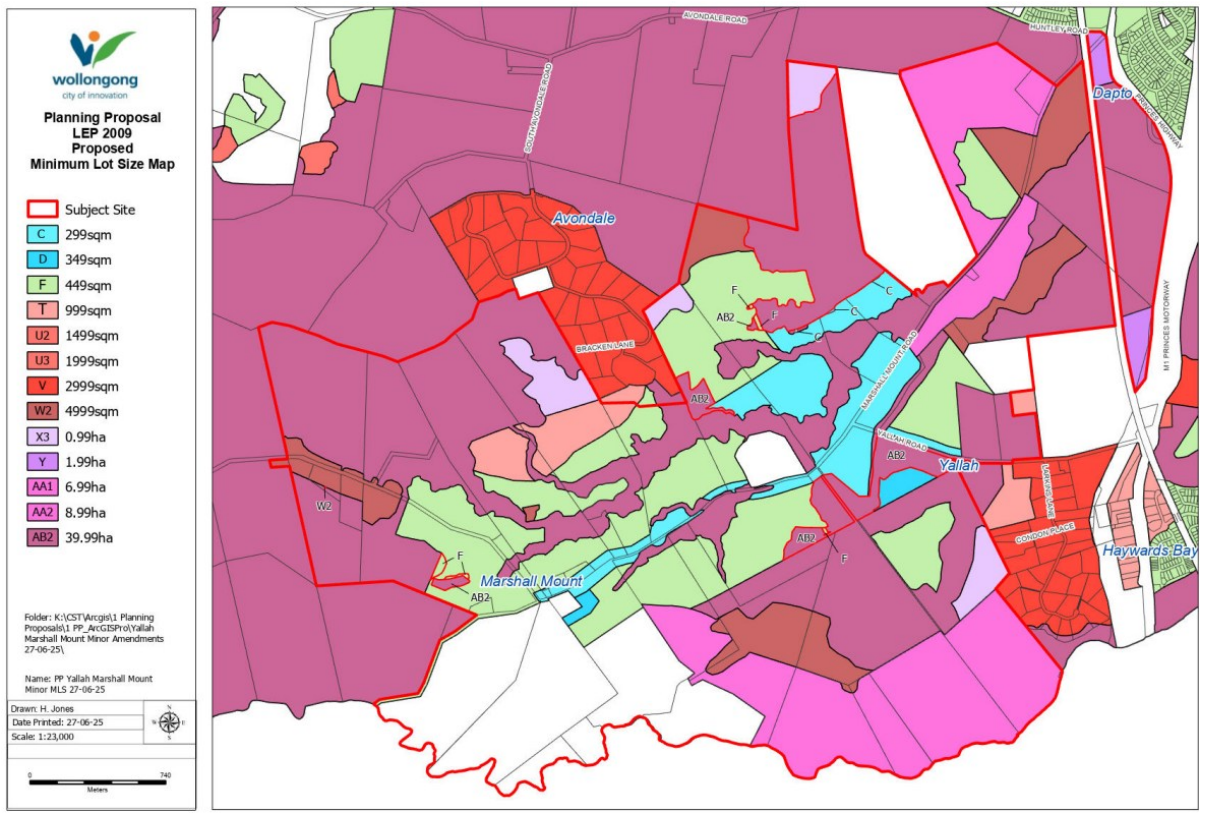 wollongong
city of innovation
Planning Proposal
LEP 2009
Proposed
Minimum Lot Size Map
Subject Site
C 299sqm
D 349sqm
F 449sqm
T 999sqm
U2 1499sqm
U3 1999sqm
V 2999sqm
W2 4999sqm
X3 0.99ha
Y 1.99ha
AA1 6.99ha
AA2 8.99ha
AB2 39.99ha
Folder: K:\CST\Arcgis\1 Planning
Proposals\1 PP_ArcGISPro\Yallah
Marshall Mount Minor Amendments
27-06-25\
Name: PP Yallah Marshall Mount
Minor MLS 27-06-25
Drawn: H. Jones
Date Printed: 27-06-25
Scale: 1:23,000
N
S
0 740
Meters
AVONDALE ROAD
HUNTLEY ROAD
SOUTH AVONDALE ROAD
Dapto
PRINCES HIGHWAY
Avondale
F
C
AB2
F
C
C
M1 PRINCES MOTORWAY
BRACKEN LANE
MARSHALL MOUNT ROAD
AB2
YALLAH ROAD
AB2
Yallah
W2
LARKINS LANE
CONDON PLACE
AB2
F
Haywards Bay
F
Marshall Mount
AB2